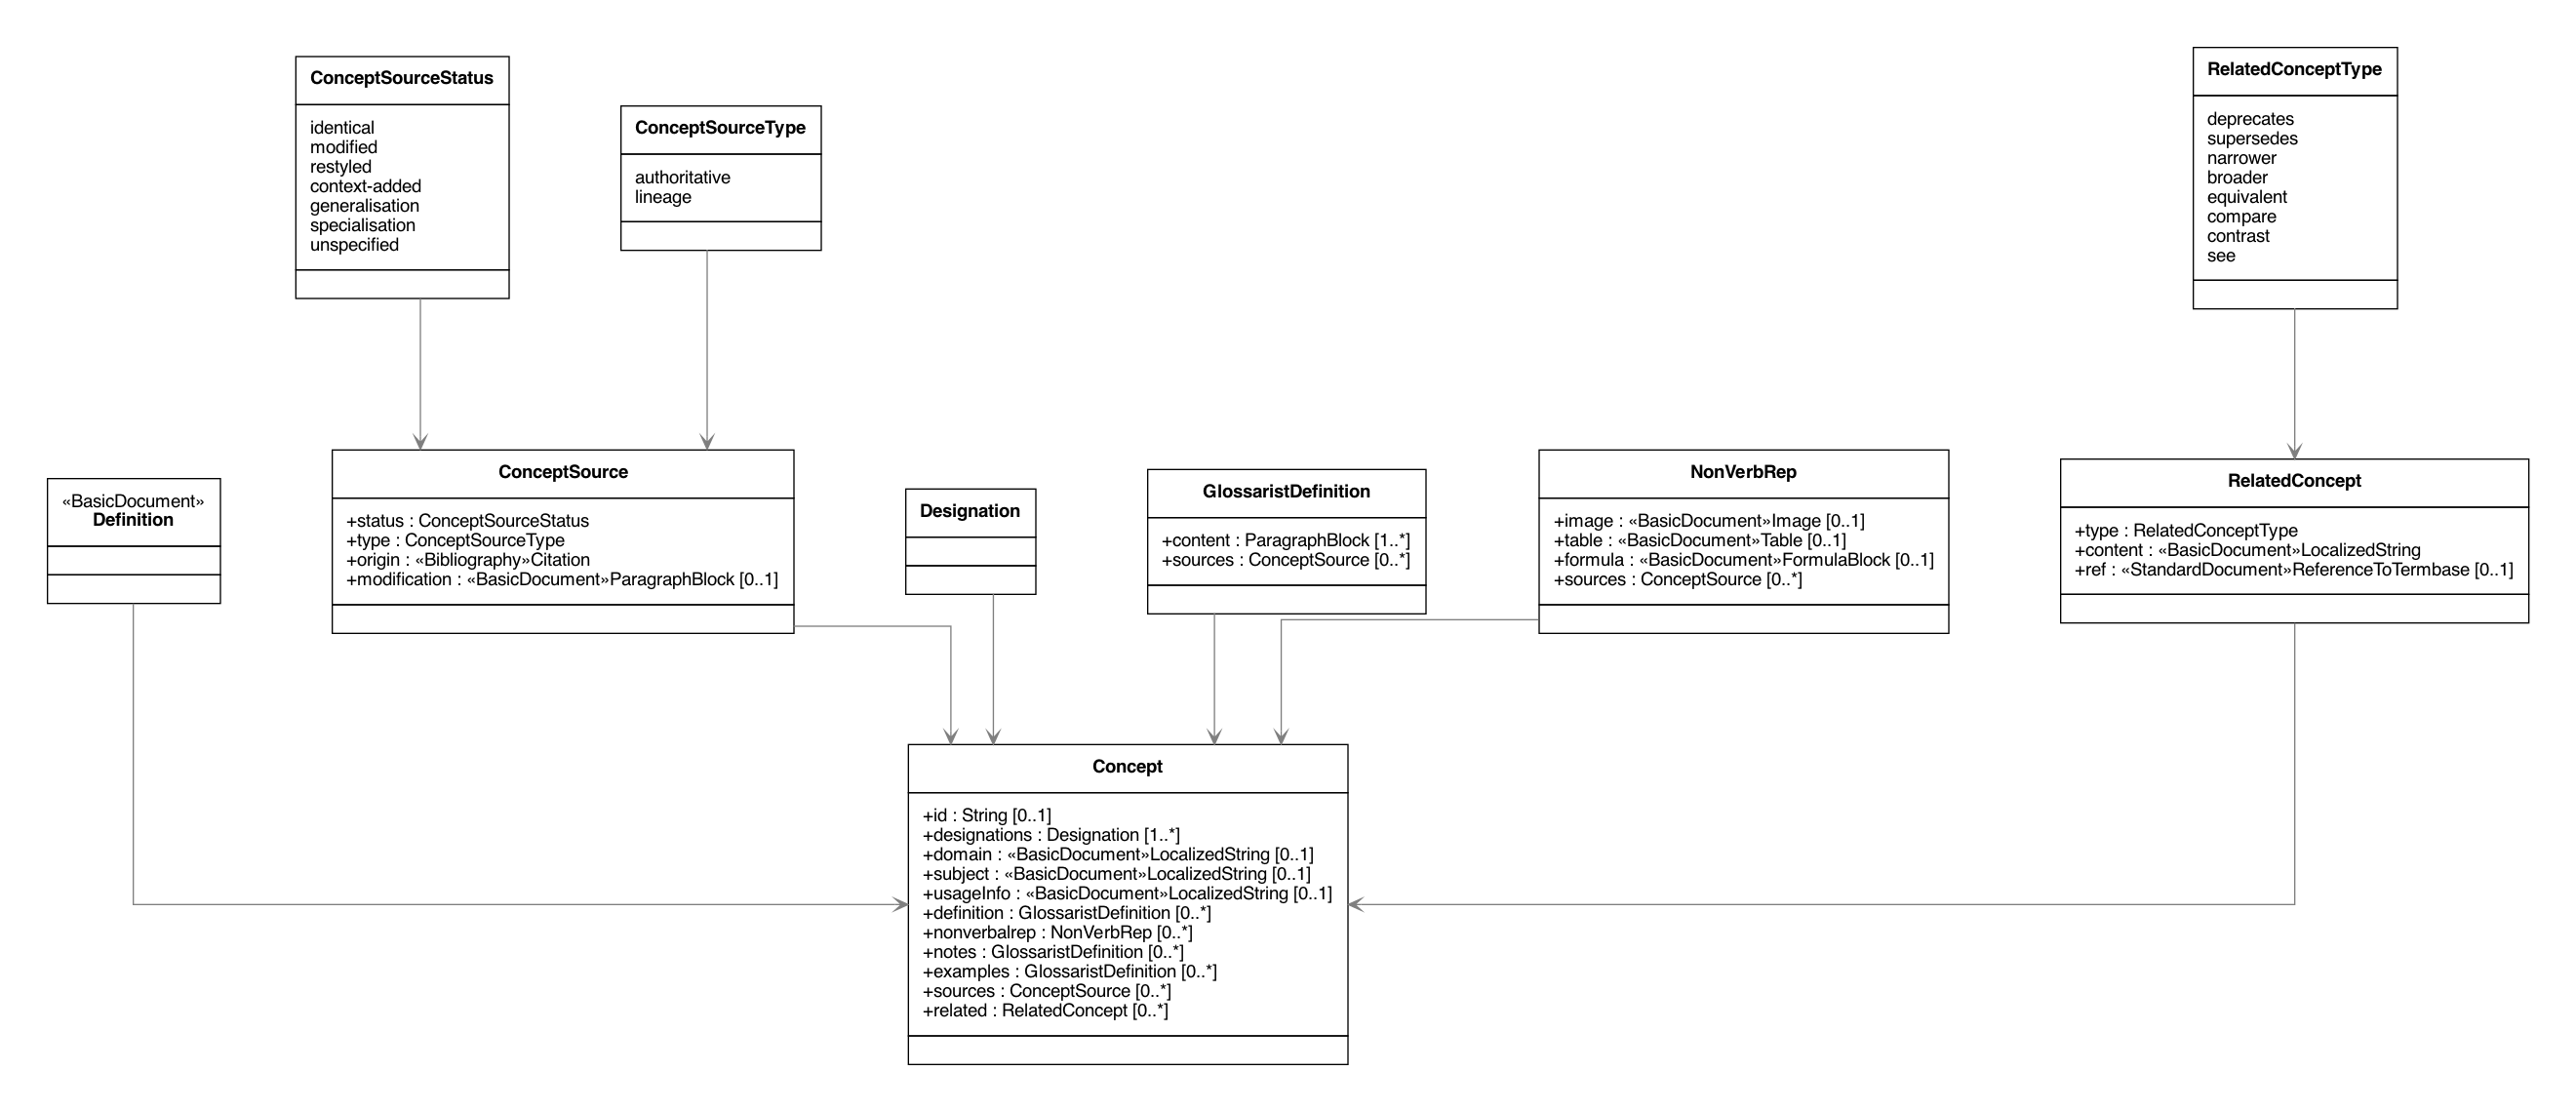 ConceptSourceStatus
identical
modified
restyled
context-added
generalisation
specialisation
unspecified
ConceptSourceType
authoritative
lineage
RelatedConceptType
deprecates
supersedes
narrower
broader
equivalent
compare
contrast
see
«BasicDocument»
Definition
ConceptSource
+status : ConceptSourceStatus
+type : ConceptSourceType
+origin : «Bibliography»Citation
+modification : «BasicDocument»ParagraphBlock [0..1]
Designation
GlossaristDefinition
+content : ParagraphBlock [1..*]
+sources : ConceptSource [0..*]
NonVerbRep
+image : «BasicDocument»Image [0..1]
+table : «BasicDocument»Table [0..1]
+formula : «BasicDocument»FormulaBlock [0..1]
+sources : ConceptSource [0..*]
RelatedConcept
+type : RelatedConceptType
+content : «BasicDocument»LocalizedString
+ref : «StandardDocument»ReferenceToTermbase [0..1]
Concept
+id : String [0..1]
+designations : Designation [1..*]
+domain : «BasicDocument»LocalizedString [0..1]
+subject : «BasicDocument»LocalizedString [0..1]
+usageInfo : «BasicDocument»LocalizedString [0..1]
+definition : GlossaristDefinition [0..*]
+nonverbalrep : NonVerbRep [0..*]
+notes : GlossaristDefinition [0..*]
+examples : GlossaristDefinition [0..*]
+sources : ConceptSource [0..*]
+related : RelatedConcept [0..*]